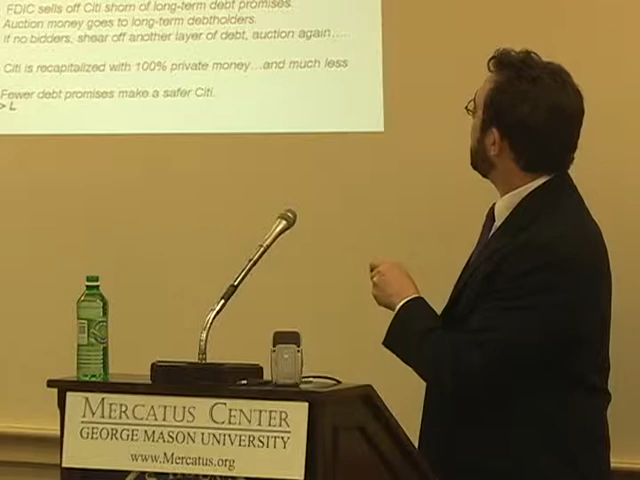 FDIC sells off Citi shorn of long-term debt promises.
Auction money goes to long-term debtholders.
If no bidders, shear off another layer of debt, auction again…..
Citi is recapitalized with 100% private money…and much less
Fewer debt promises make a safer Citi.
MERCATUS CENTER
GEORGE MASON UNIVERSITY
www.Mercatus.org